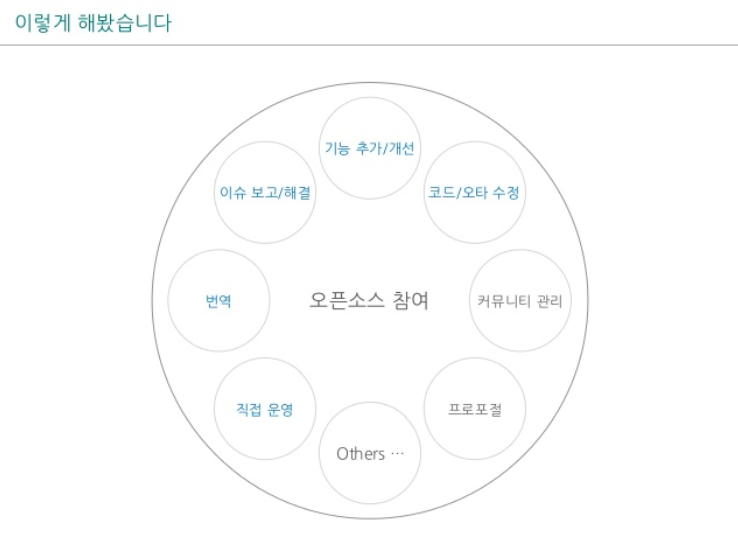 이렇게 해봤습니다
기능 추가/개선
이슈 보고/해결
코드/오타 수정
번역
오픈소스 참여
커뮤니티 관리
직접 운영
프로포절
Others ⋯